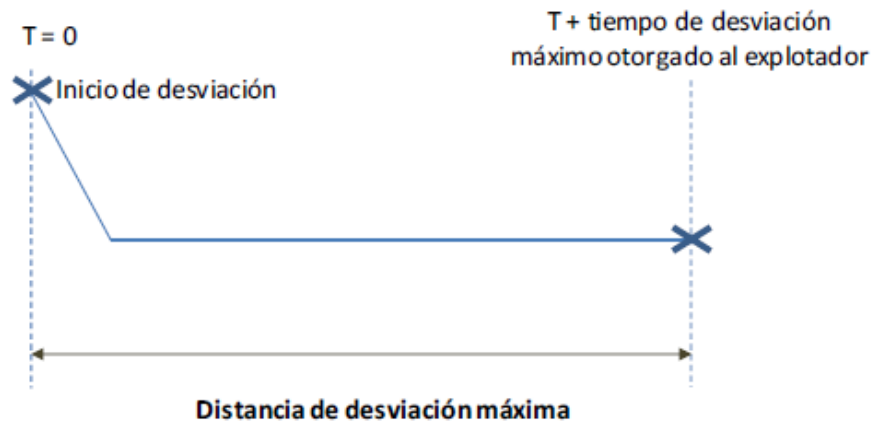 T = 0
T + tiempo de desviación
máximo otorgado al explotador
Inicio de desviación
Distancia de desviación máxima